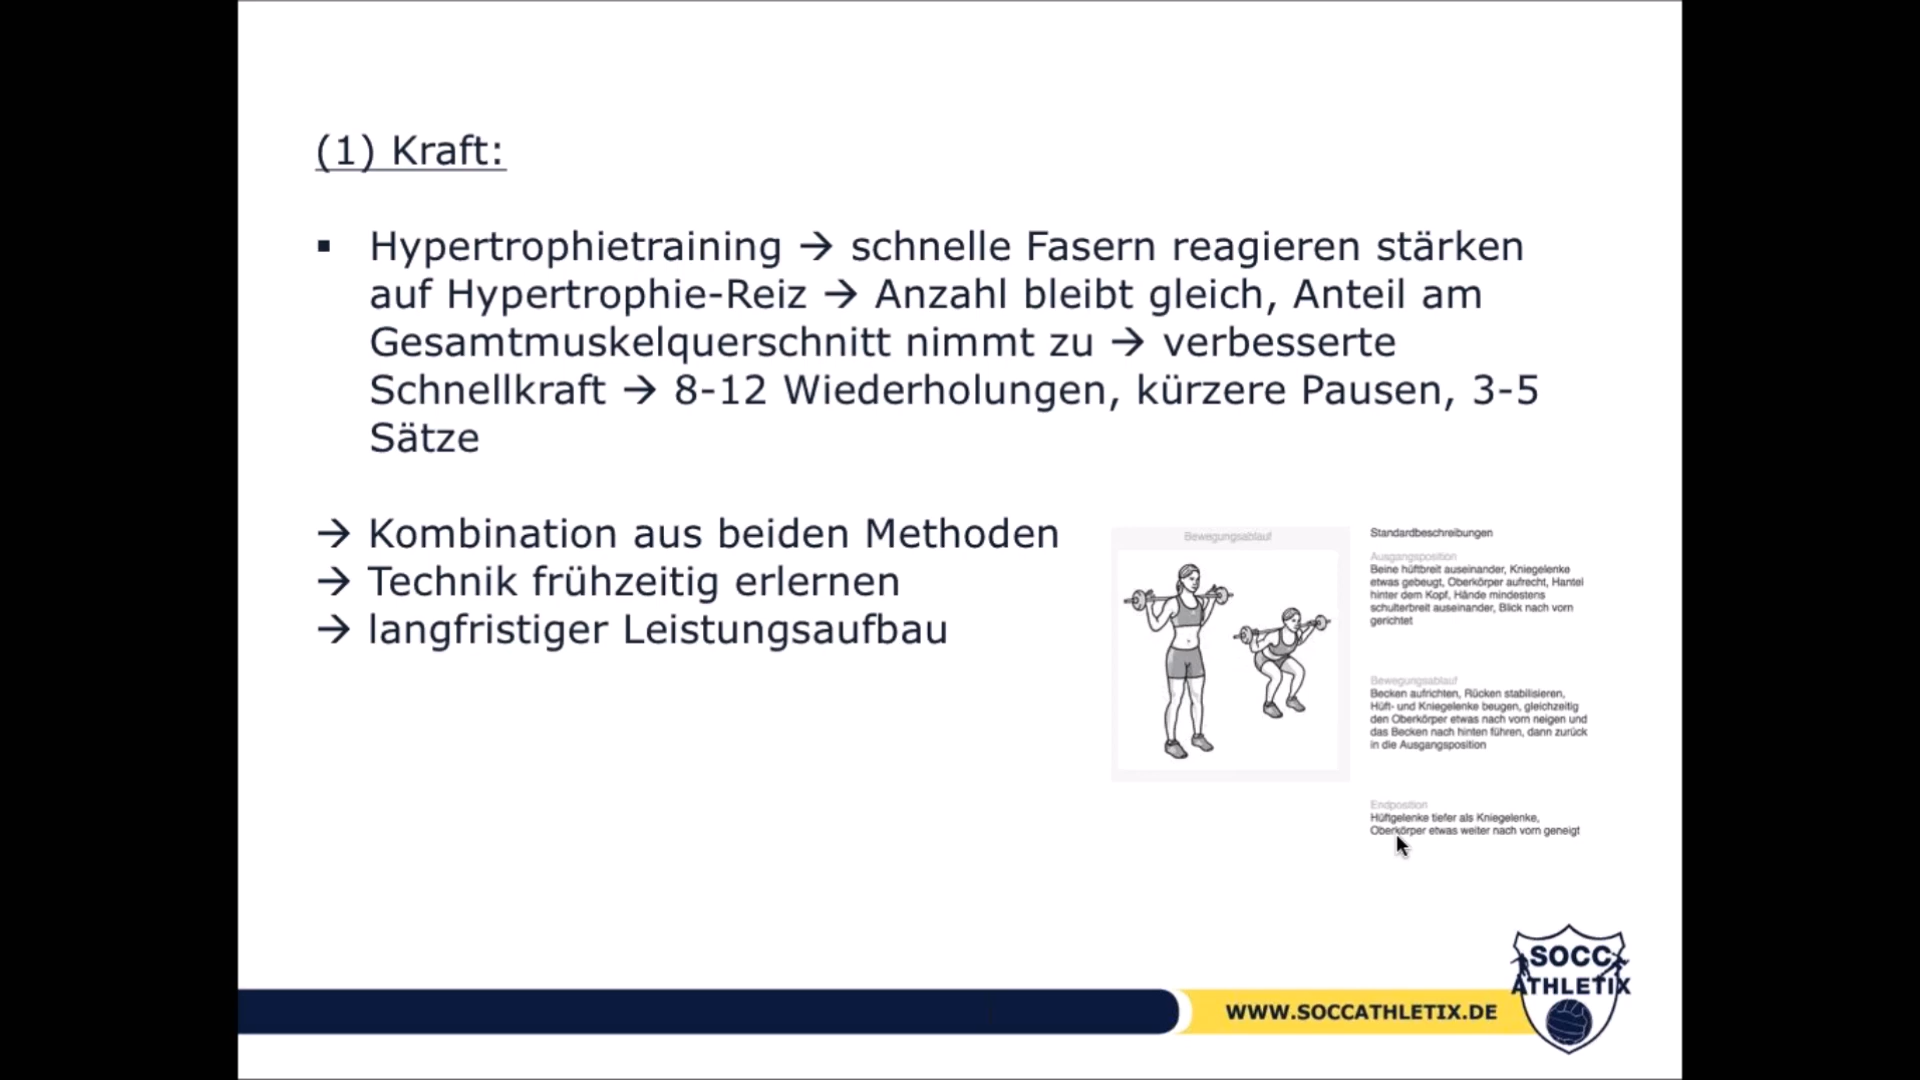 (1) Kraft:
▪ Hypertrophietraining → schnelle Fasern reagieren stärken
auf Hypertrophie-Reiz → Anzahl bleibt gleich, Anteil am
Gesamtmuskelquerschnitt nimmt zu → verbesserte
Schnellkraft → 8-12 Wiederholungen, kürzere Pausen, 3-5
Sätze
→ Kombination aus beiden Methoden
→ Technik frühzeitig erlernen
→ langfristiger Leistungsaufbau
Bewegungsablauf
Standardbeschreibungen
Ausgangsposition
Beine hüftbreit auseinander, Kniegelenke
etwas gebeugt, Oberkörper aufrecht, Hantel
hinter dem Kopf, Hände mindestens
schulterbreit auseinander, Blick nach vorn
gerichtet
Bewegungsablauf
Becken aufrichten, Rücken stabilisieren,
Hüft- und Kniegelenke beugen, gleichzeitig
den Oberkörper etwas nach vorn neigen und
das Becken nach hinten führen, dann zurück
in die Ausgangsposition
Endposition
Hüftgelenke tiefer als Kniegelenke,
Oberkörper etwas weiter nach vorn geneigt
WWW.SOCCATHLETIX.DE
SOCC
ATHLETIX